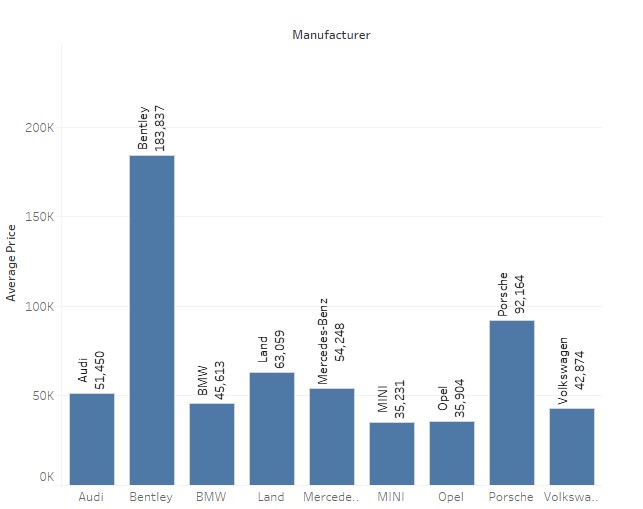 Manufacturer
Average Price
200K
150K
100K
50K
0K
Audi
51,450
Bentley
183,837
BMW
45,613
Land
63,059
Mercedes-Benz
54,248
MINI
35,231
Opel
35,904
Porsche
92,164
Volkswagen
42,874
Audi
Bentley
BMW
Land
Mercede..
MINI
Opel
Porsche
Volkswa..